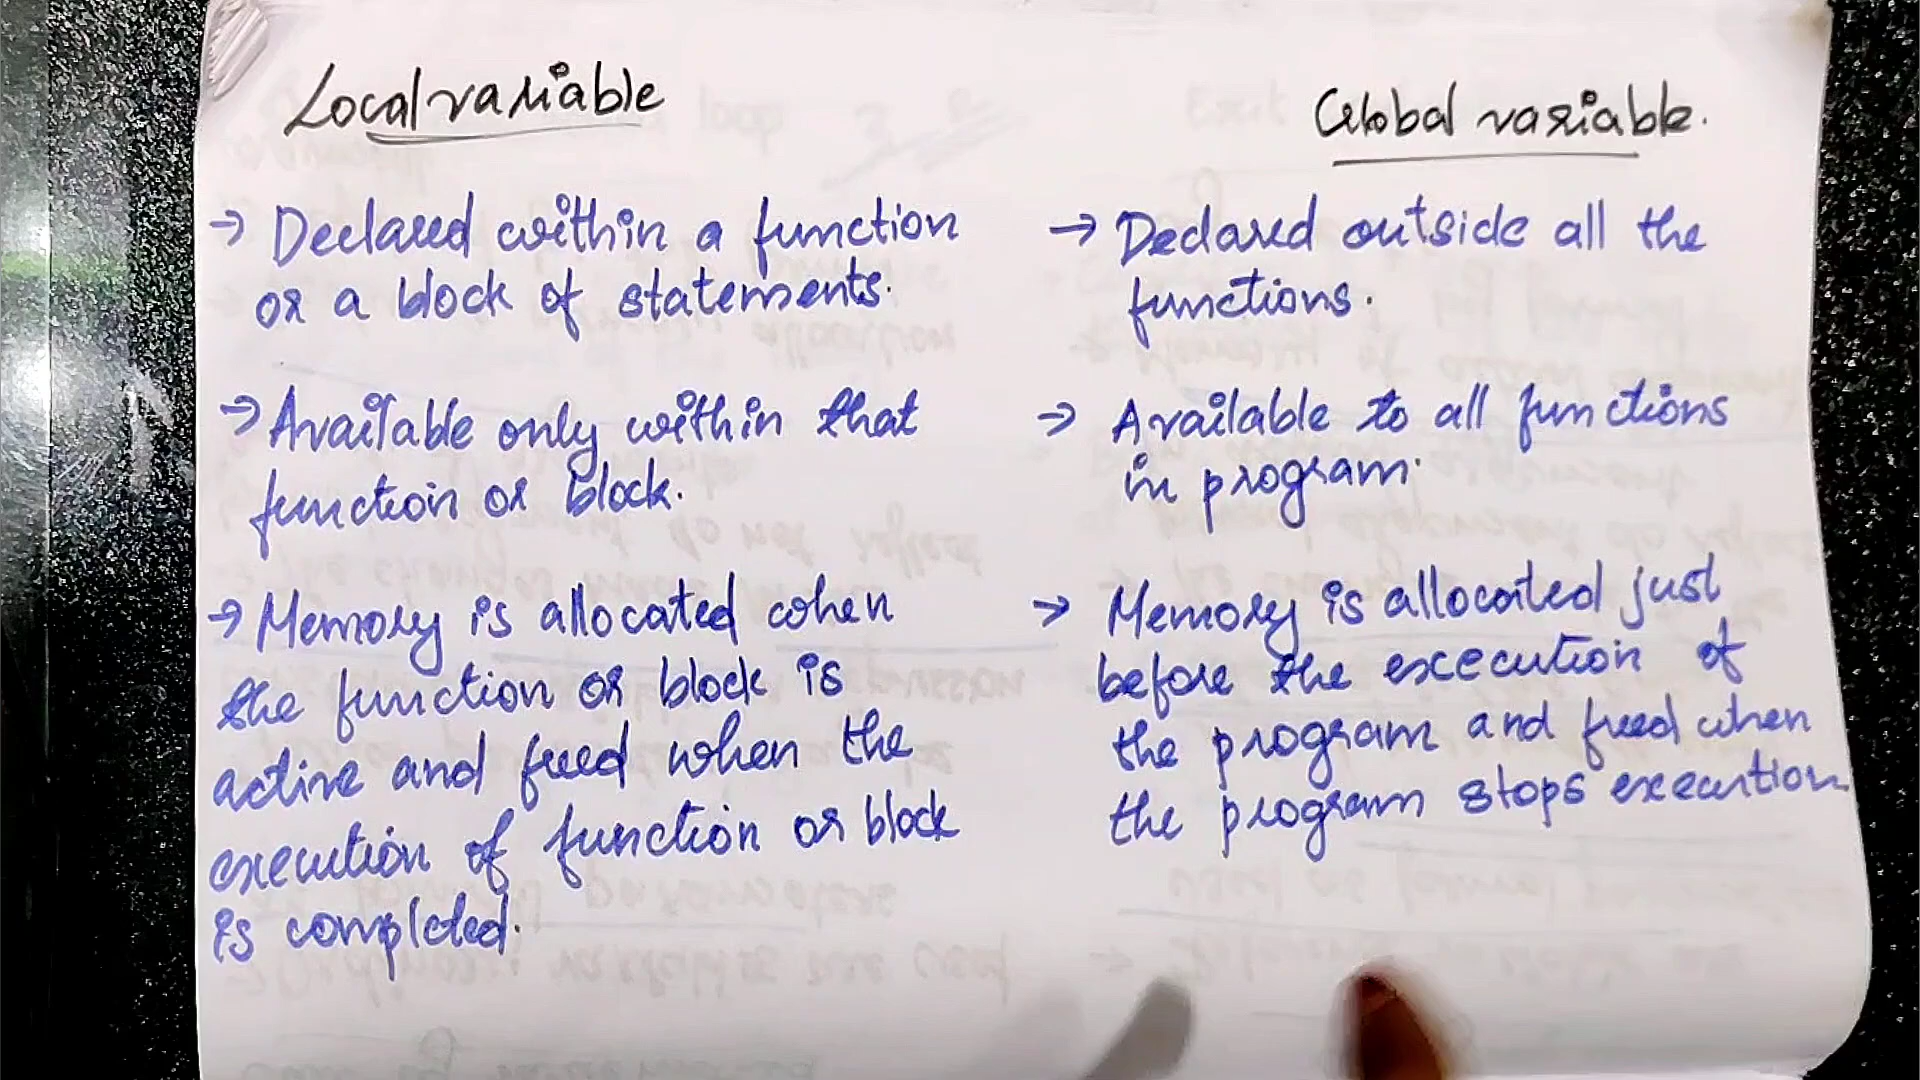 Local variable
→ Declared within a function
or a block of statements.
→ Available only within that
function or block.
→ Memory is allocated when
the function or block is
active and freed when the
execution of function or block
is completed.
Global variable.
→ Declared outside all the
functions.
→ Available to all functions
in program.
→ Memory is allocated just
before the execution of
the program and freed when
the program stops execution